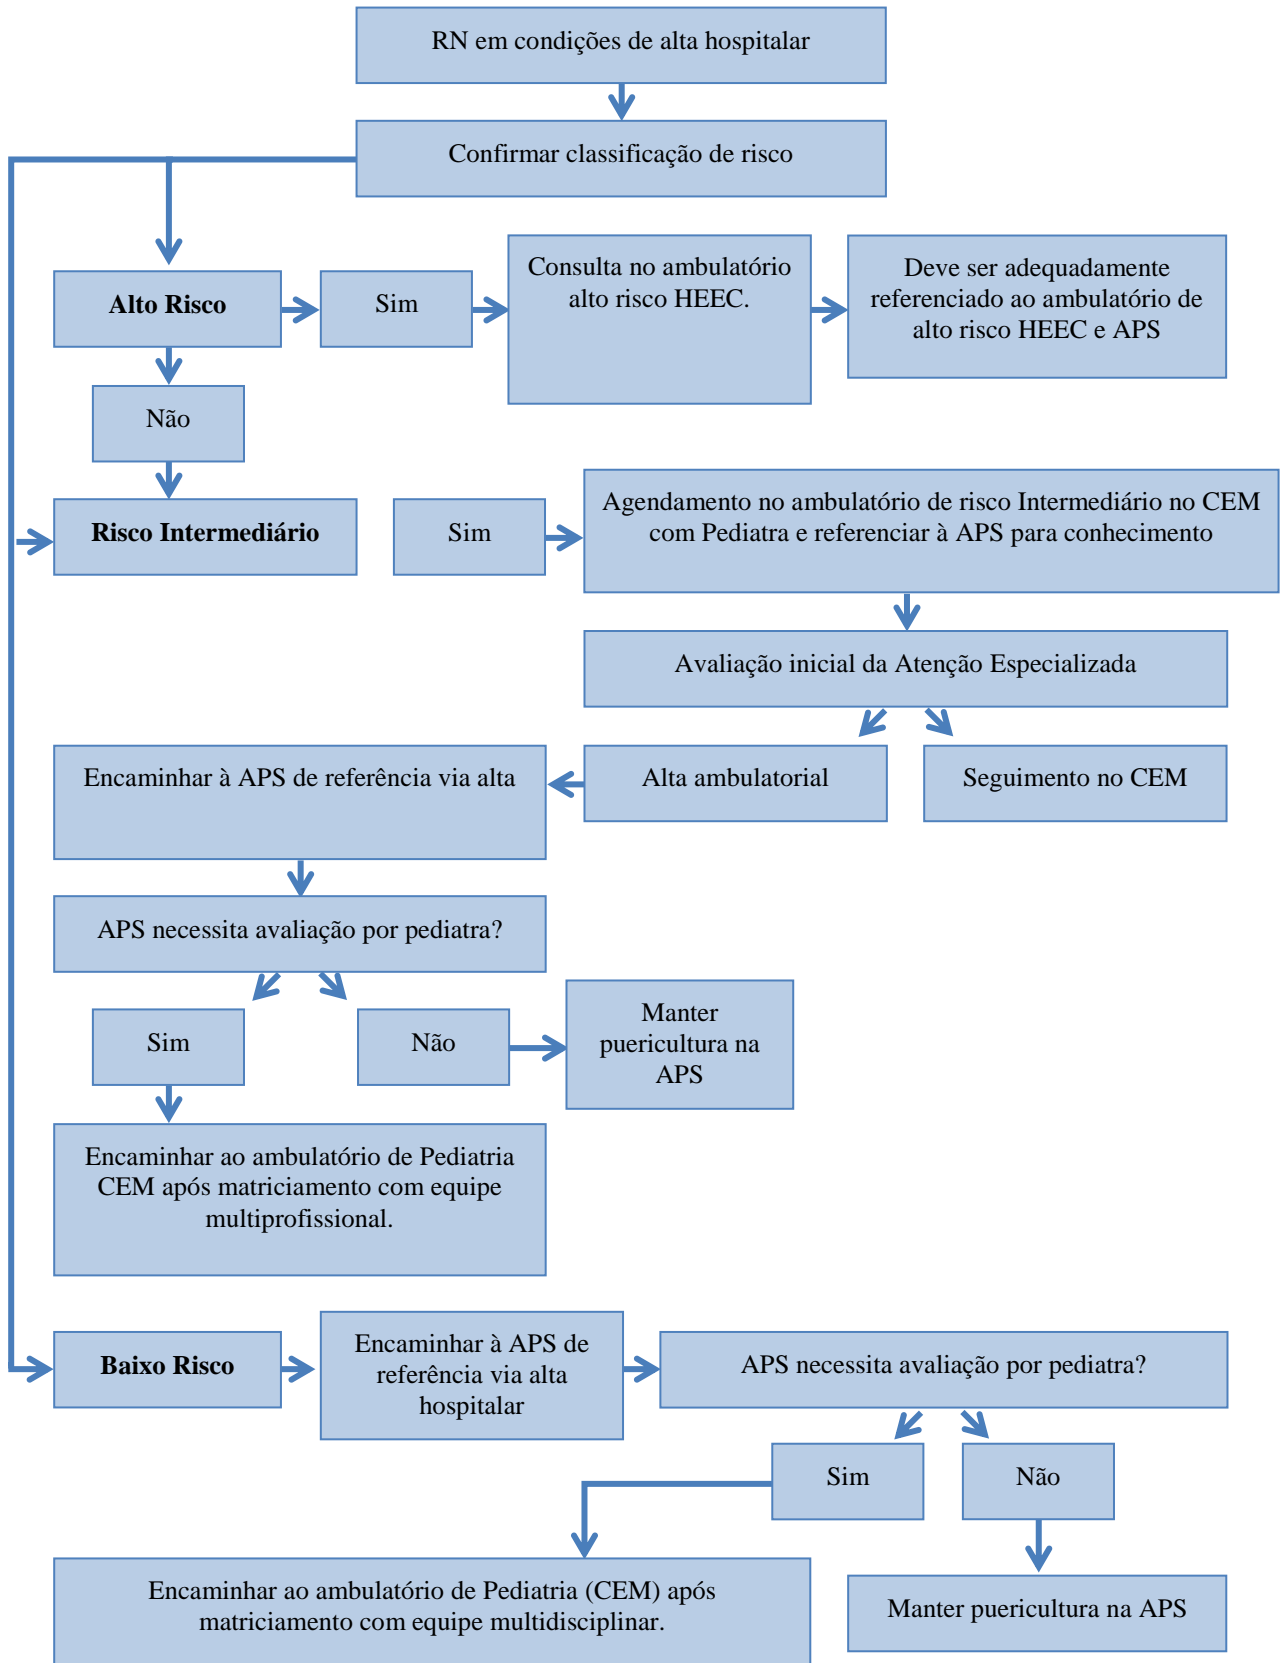 RN em condições de alta hospitalar
Confirmar classificação de risco
Alto Risco
Sim
Consulta no ambulatório
alto risco HEEC.
Deve ser adequadamente
referenciado ao ambulatório de
alto risco HEEC e APS
Não
Risco Intermediário
Sim
Agendamento no ambulatório de risco Intermediário no CEM
com Pediatra e referenciar à APS para conhecimento
Avaliação inicial da Atenção Especializada
Encaminhar à APS de referência via alta
Alta ambulatorial
Seguimento no CEM
APS necessita avaliação por pediatra?
Sim
Não
Manter
puericultura na
APS
Encaminhar ao ambulatório de Pediatria
CEM após matriciamento com equipe
multiprofissional.
Baixo Risco
Encaminhar à APS de
referência via alta
hospitalar
APS necessita avaliação por pediatra?
Sim
Não
Encaminhar ao ambulatório de Pediatria (CEM) após
matriciamento com equipe multidisciplinar.
Manter puericultura na APS